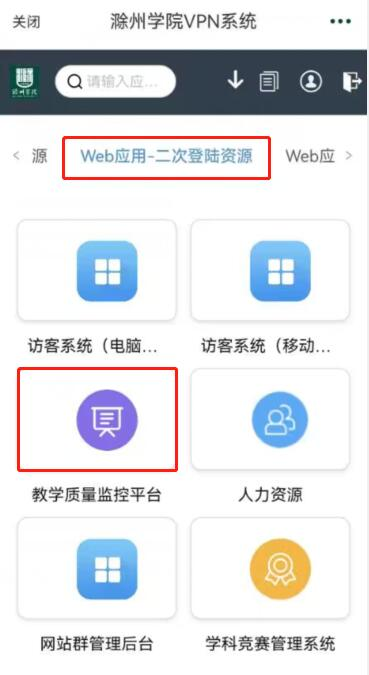 关闭
滁州学院VPN系统
请输入应...
源
Web应用-二次登陆资源
Web应
访客系统（电脑...
访客系统（移动...
教学质量监控平台
人力资源
网站群管理后台
学科竞赛管理系统